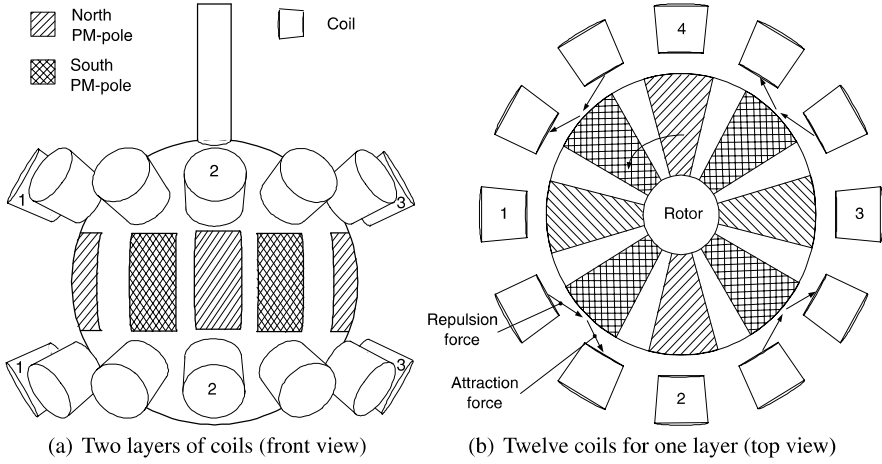 North
PM-pole
Coil
South
PM-pole
1
2
3
1
2
3
(a) Two layers of coils (front view)
4
1
Rotor
3
Repulsion
force
Attraction
force
2
(b) Twelve coils for one layer (top view)